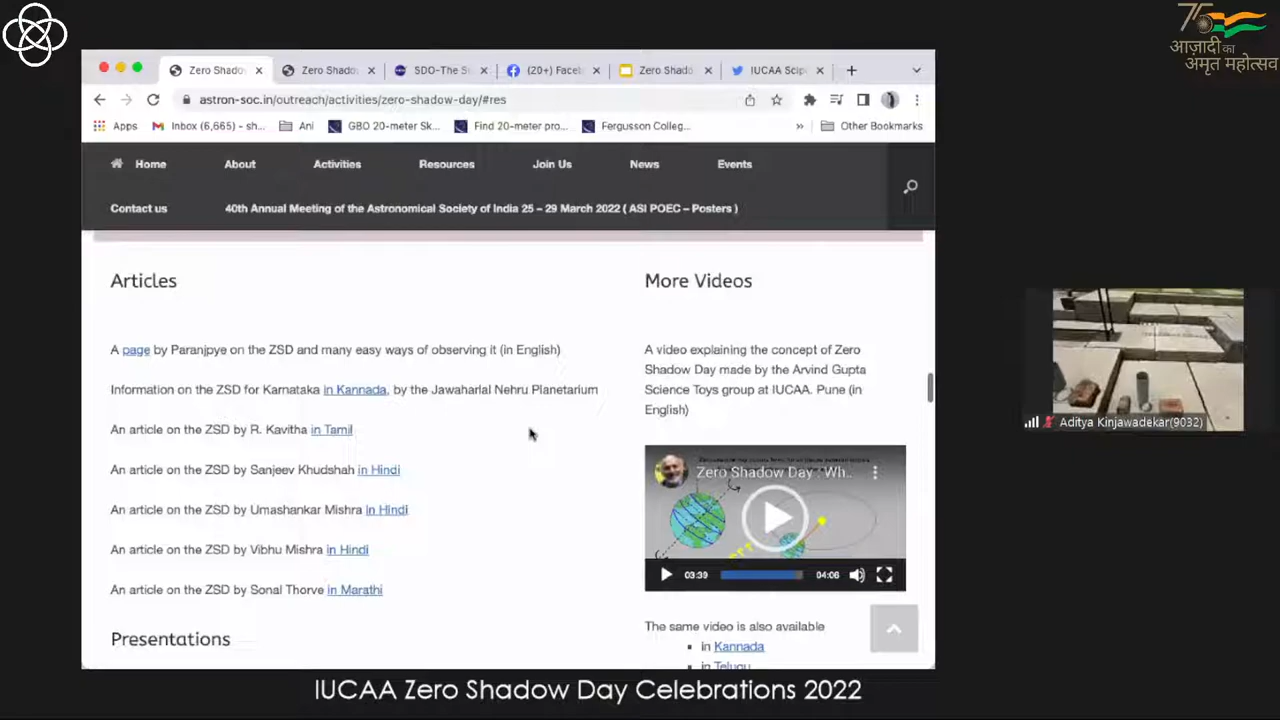 75
आज़ादी का
अमृत महोत्सव
Zero Shado
Zero Shado
SDO-The S
(20+) Faceb
Zero Shado
IUCAA Scip
astron-soc.in/outreach/activities/zero-shadow-day/#res
Apps
Inbox (6,665) - sh...
Ani
GBO 20-meter Sk...
Find 20-meter pro...
Fergusson Colleg...
»
Other Bookmarks
Home
About
Activities
Resources
Join Us
News
Events
Contact us
40th Annual Meeting of the Astronomical Society of India 25 – 29 March 2022 ( ASI POEC – Posters )
Articles
A page by Paranjpye on the ZSD and many easy ways of observing it (in English)
Information on the ZSD for Karnataka in Kannada, by the Jawaharlal Nehru Planetarium
An article on the ZSD by R. Kavitha in Tamil
An article on the ZSD by Sanjeev Khudshah in Hindi
An article on the ZSD by Umashankar Mishra in Hindi
An article on the ZSD by Vibhu Mishra in Hindi
An article on the ZSD by Sonal Thorve in Marathi
Presentations
More Videos
A video explaining the concept of Zero
Shadow Day made by the Arvind Gupta
Science Toys group at IUCAA. Pune (in
English)
Zero Shadow Day : Wh..
03:39
04:06
The same video is also available
in Kannada
in Telugu
Aditya Kinjawadekar(9032)
IUCAA Zero Shadow Day Celebrations 2022